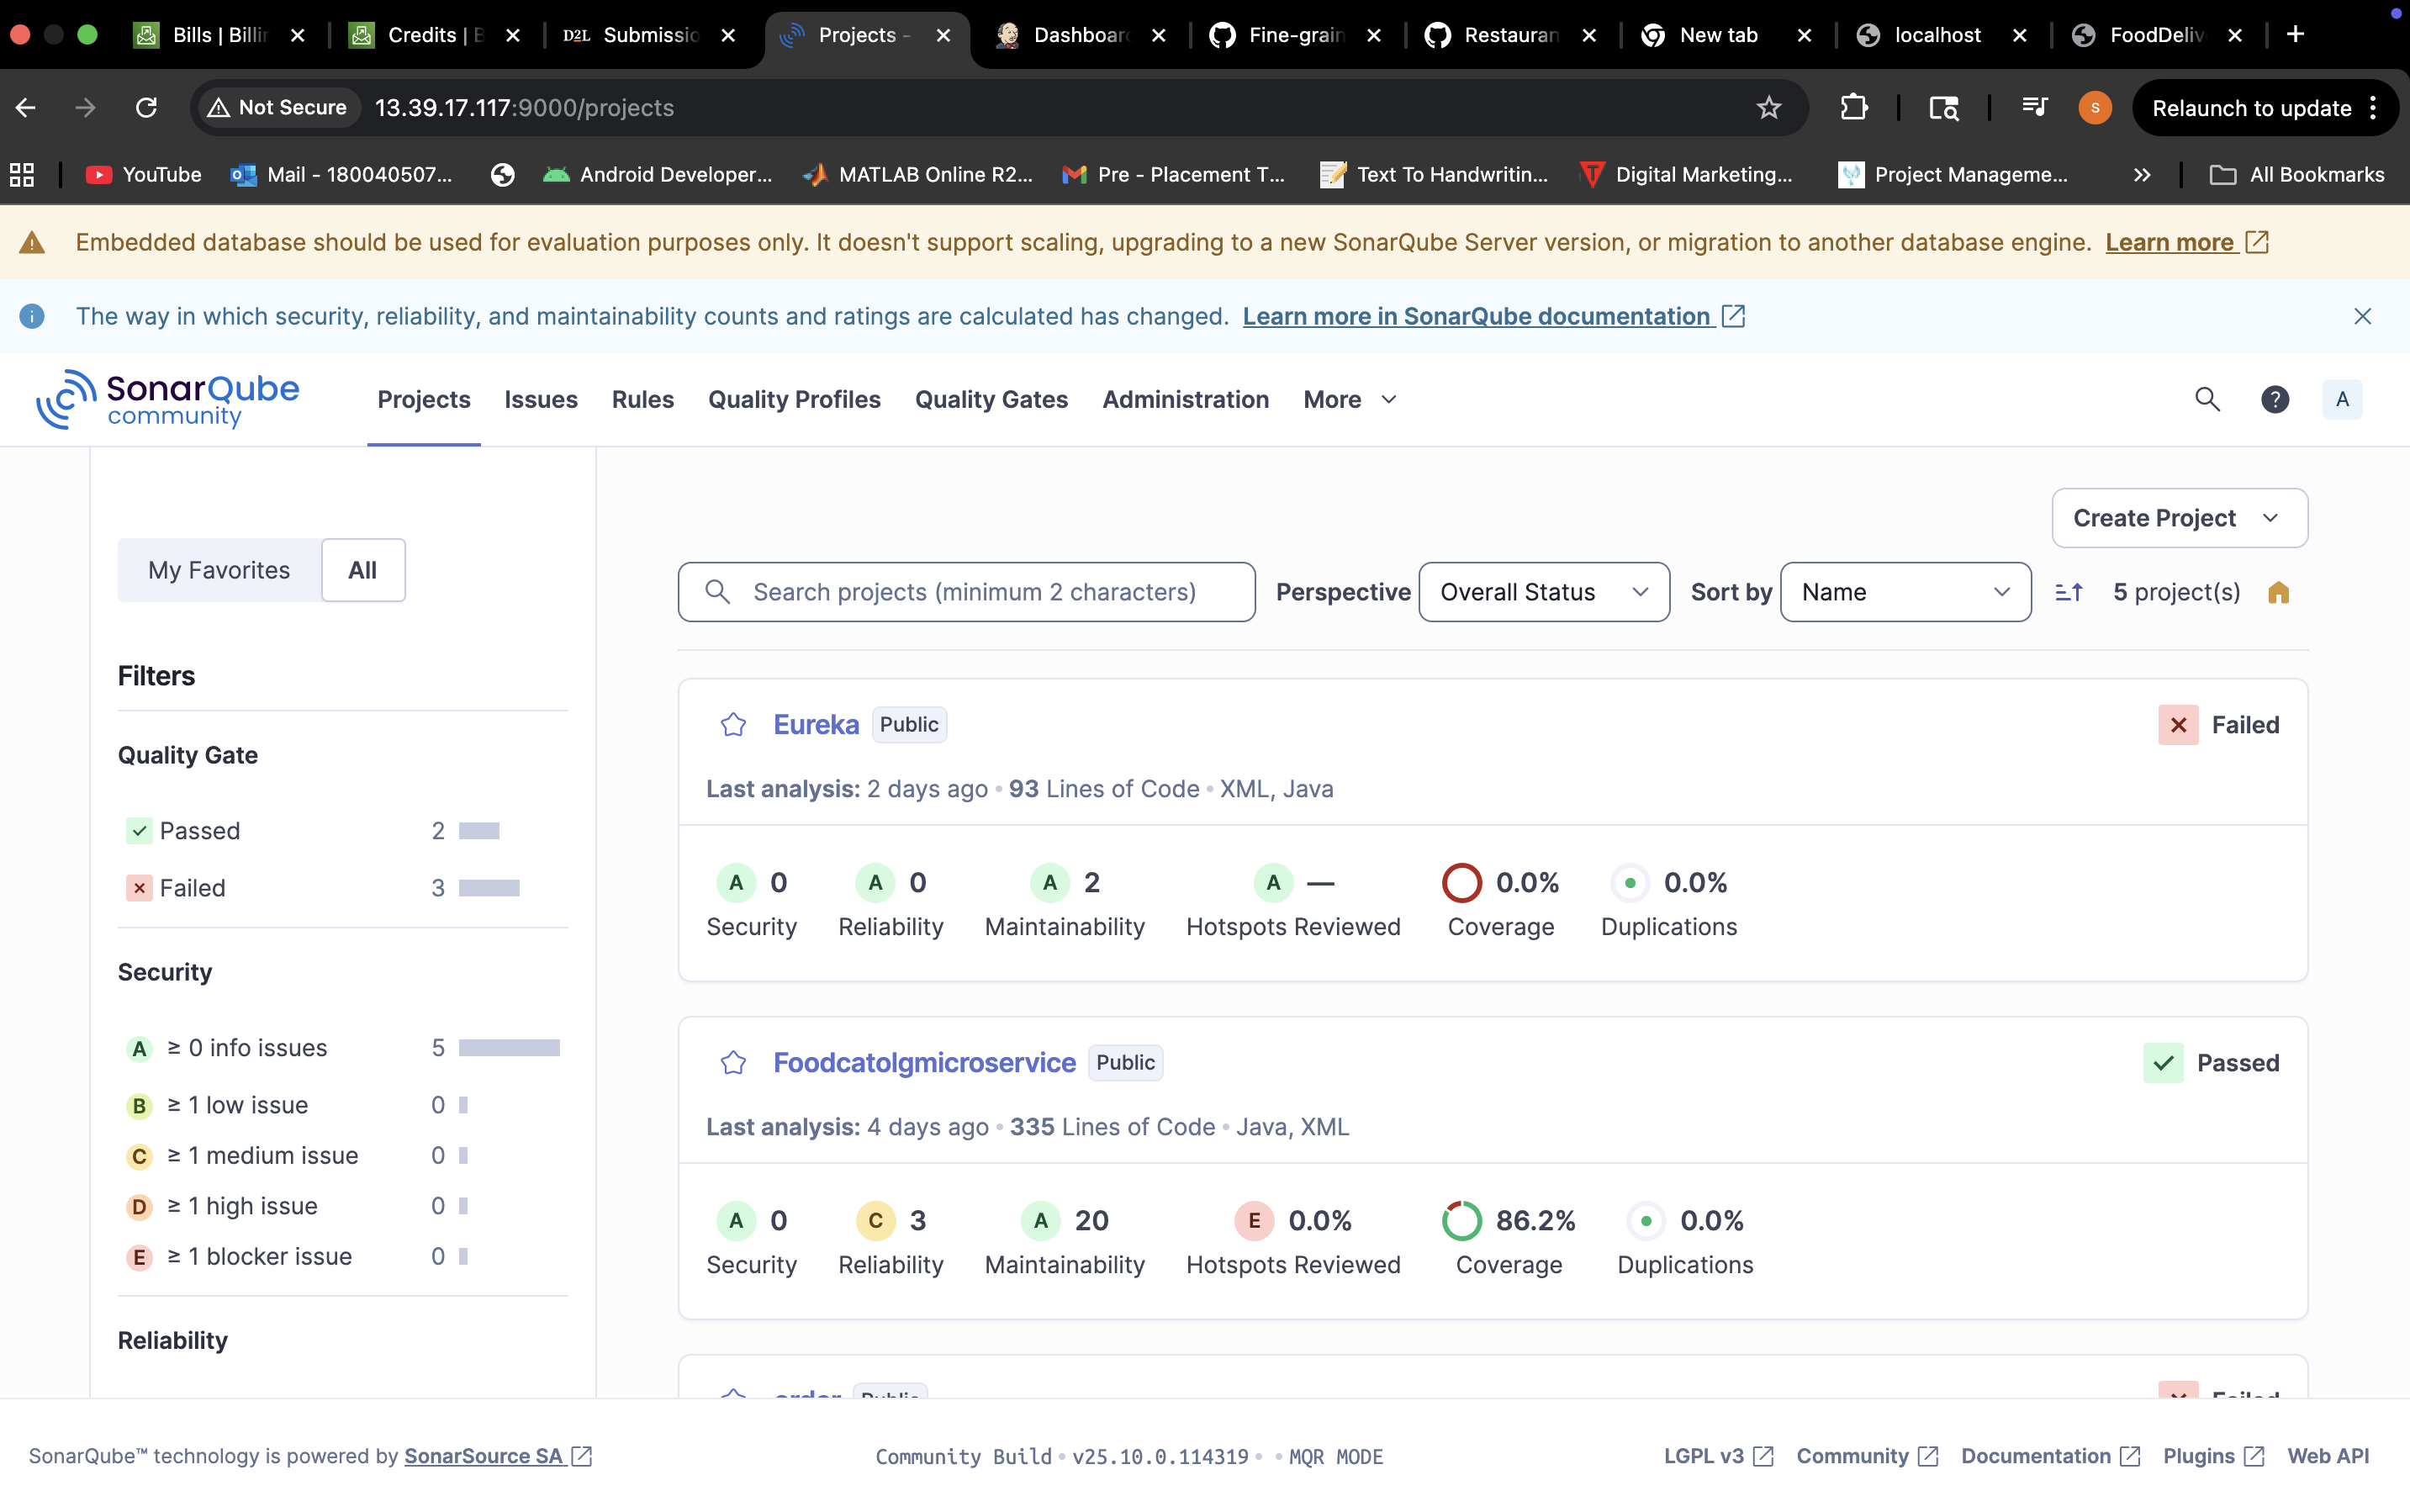 Bills | Billin
Credits | B
D2L Submissio
Projects -
Dashboard
Fine-grain
Restauran
New tab
localhost
FoodDeliv
Not Secure
13.39.17.117:9000/projects
S
Relaunch to update
YouTube
Mail - 180040507...
Android Developer...
MATLAB Online R2...
Pre - Placement T...
Text To Handwritin...
Digital Marketing...
Project Manageme...
All Bookmarks
Embedded database should be used for evaluation purposes only. It doesn't support scaling, upgrading to a new SonarQube Server version, or migration to another database engine. Learn more
The way in which security, reliability, and maintainability counts and ratings are calculated has changed. Learn more in SonarQube documentation
SonarQube
community
Projects Issues Rules Quality Profiles Quality Gates Administration More
A
My Favorites All
Filters
Quality Gate
Passed 2
Failed 3
Security
A ≥ 0 info issues 5
B ≥ 1 low issue 0
C ≥ 1 medium issue 0
D ≥ 1 high issue 0
E ≥ 1 blocker issue 0
Reliability
Create Project
Search projects (minimum 2 characters) Perspective Overall Status Sort by Name 5 project(s)
Eureka Public Failed
Last analysis: 2 days ago • 93 Lines of Code • XML, Java
A 0 A 0 A 2 A — 0.0% 0.0%
Security Reliability Maintainability Hotspots Reviewed Coverage Duplications
Foodcatolgmicroservice Public Passed
Last analysis: 4 days ago • 335 Lines of Code • Java, XML
A 0 C 3 A 20 E 0.0% 86.2% 0.0%
Security Reliability Maintainability Hotspots Reviewed Coverage Duplications
order Public Failed
SonarQube™ technology is powered by SonarSource SA
Community Build • v25.10.0.114319 • • MQR MODE
LGPL v3 Community Documentation Plugins Web API